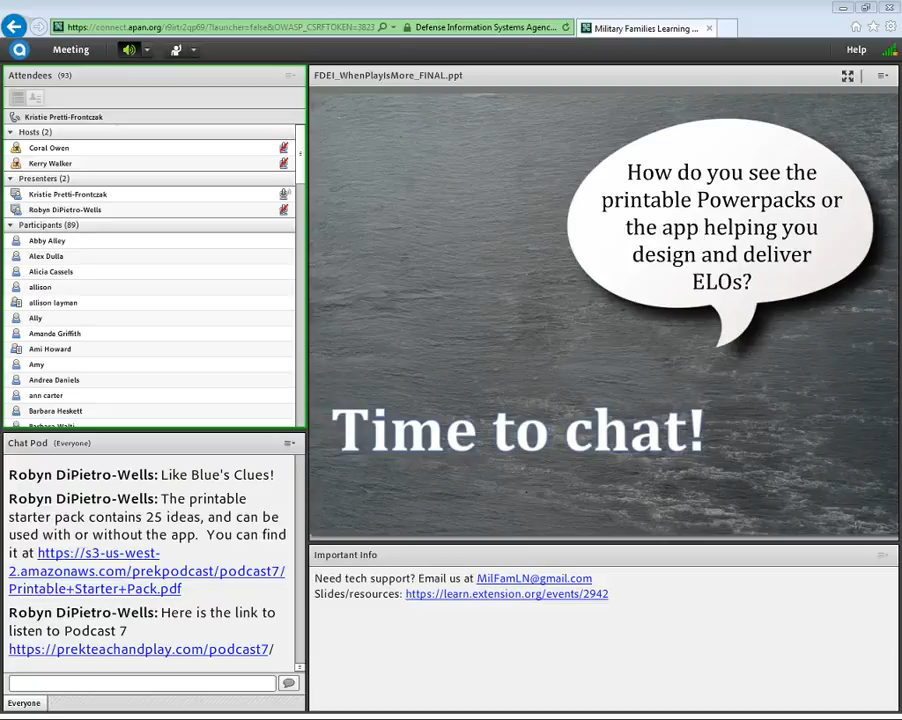 https://connect.apan.org/r9irtr2qp69/?launcher=false&OWASP_CSRFTOKEN=3823
Defense Information Systems Agenc...
Military Families Learning ...
Meeting
Help
Attendees (93)
Kristie Pretti-Frontczak
Hosts (2)
Coral Owen
Kerry Walker
Presenters (2)
Kristie Pretti-Frontczak
Robyn DiPietro-Wells
Participants (89)
Abby Alley
Alex Dulla
Alicia Cassels
allison
allison layman
Ally
Amanda Griffith
Ami Howard
Amy
Andrea Daniels
ann carter
Barbara Heskett
Chat Pod (Everyone)
Robyn DiPietro-Wells: Like Blue's Clues!
Robyn DiPietro-Wells: The printable
starter pack contains 25 ideas, and can be
used with or without the app. You can find
it at https://s3-us-west-
2.amazonaws.com/prekpodcast/podcast7/
Printable+Starter+Pack.pdf
Robyn DiPietro-Wells: Here is the link to
listen to Podcast 7
https://prekteachandplay.com/podcast7/
Everyone
FDEI_WhenPlayIsMore_FINAL.ppt
How do you see the
printable Powerpacks or
the app helping you
design and deliver
ELOs?
Time to chat!
Important Info
Need tech support? Email us at MilFamLN@gmail.com
Slides/resources: https://learn.extension.org/events/2942